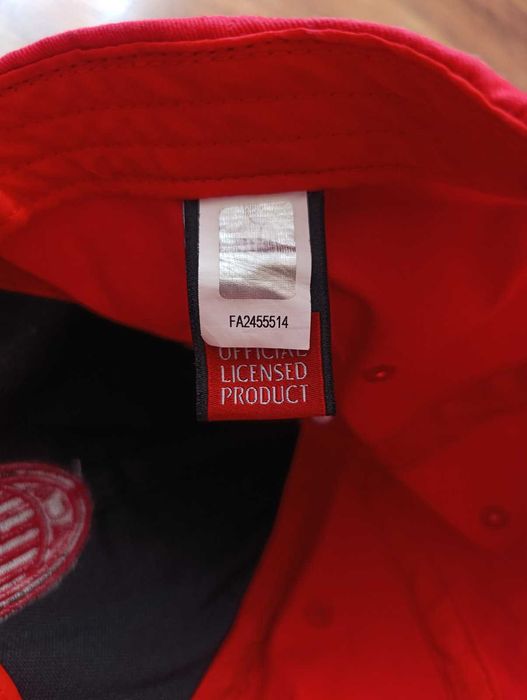 FA2455514
OFFICIAL
LICENSED
PRODUCT